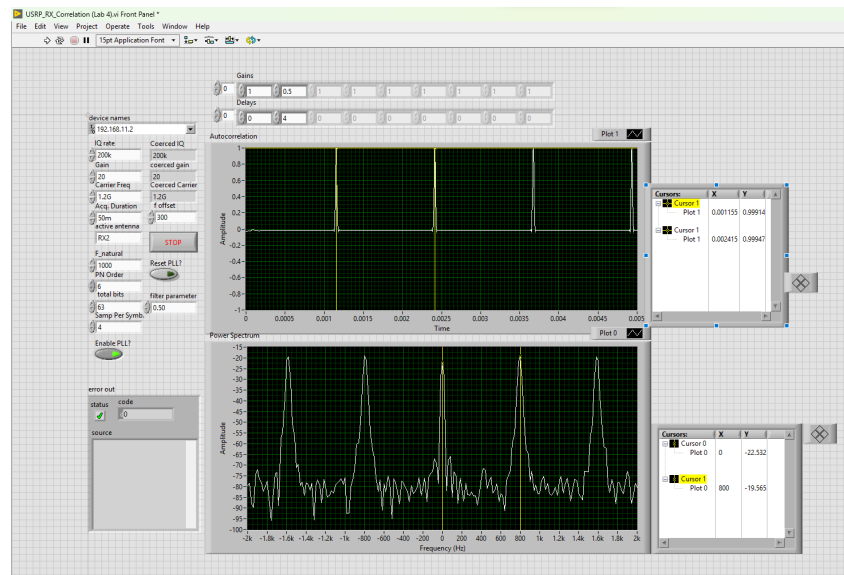 USRP_RX_Correlation (Lab 4).vi Front Panel *
File Edit View Project Operate Tools Window Help
15pt Application Font
Gains
0 1 0.5 1 1 1 1 1 1 1
Delays
0 0 4 0 0 0 0 0 0 0
device names
192.168.11.2
IQ rate Coerced IQ
200k 200k
Gain coerced gain
20 20
Carrier Freq Coerced Carrier
1.2G 1.2G
Acq. Duration f offset
50m 300
active antenna
RX2
STOP
F_natural
1000
Reset PLL?
PN Order
6
total bits filter parameter
63 0.50
Samp Per Symb.
4
Enable PLL?
error out
status code
0
source
Autocorrelation Plot 1
1-
0.8-
0.6-
0.4-
0.2-
0-
-0.2-
-0.4-
-0.6-
-0.8-
-1-
Amplitude
0 0.0005 0.001 0.0015 0.002 0.0025 0.003 0.0035 0.004 0.0045 0.005
Time
Cursors: X Y
Cursor 1
Plot 1 0.001155 0.99914
Cursor 1
Plot 1 0.002415 0.99947
Power Spectrum Plot 0
-15-
-20-
-25-
-30-
-35-
-40-
-45-
-50-
-55-
-60-
-65-
-70-
-75-
-80-
-85-
-90-
-95-
-100-
Amplitude
-2k -1.8k -1.6k -1.4k -1.2k -1k -800 -600 -400 -200 0 200 400 600 800 1k 1.2k 1.4k 1.6k 1.8k 2k
Frequency (Hz)
Cursors: X Y
Cursor 0
Plot 0 0 -22.532
Cursor 1
Plot 0 800 -19.565